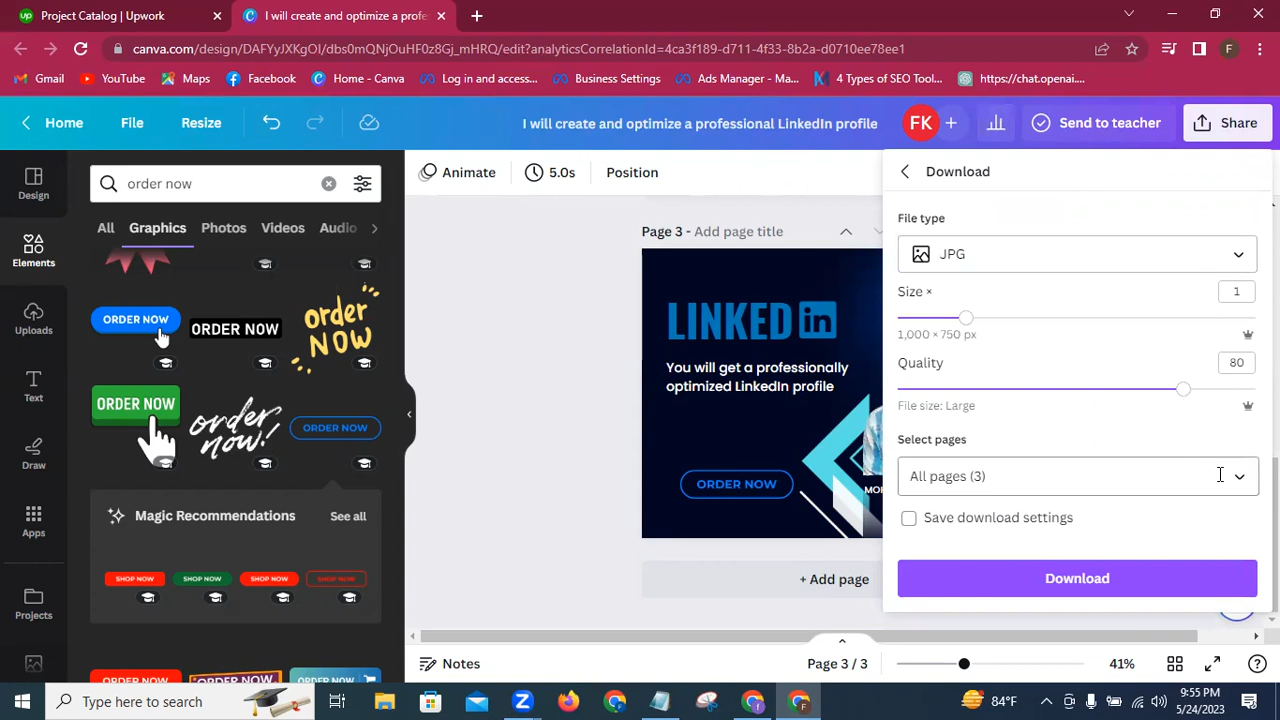 Project Catalog | Upwork
I will create and optimize a profe
canva.com/design/DAFYyJXKgOI/dbs0mQNjOuHF0z8Gj_mHRQ/edit?analyticsCorrelationId=4ca3f189-d711-4f33-8b2a-d0710ee78ee1
F
Gmail
YouTube
Maps
Facebook
Home - Canva
Log in and access...
Business Settings
Ads Manager - Ma...
4 Types of SEO Tool...
https://chat.openai....
Home
File
Resize
I will create and optimize a professional LinkedIn profile
FK
Send to teacher
Share
Design
Elements
Uploads
Text
Draw
Apps
Projects
order now
All
Graphics
Photos
Videos
Audio
ORDER NOW
ORDER NOW
order
NOW
ORDER NOW
order
now!
ORDER NOW
Magic Recommendations
See all
SHOP NOW
SHOP NOW
SHOP NOW
SHOP NOW
ORDER NOW
ORDER NOW
ORDER NOW
Animate
5.0s
Position
Page 3 - Add page title
LINKED in
You will get a professionally
optimized LinkedIn profile
ORDER NOW
+ Add page
Notes
Page 3 / 3
41%
Download
File type
JPG
Size ×
1
1,000 × 750 px
Quality
80
File size: Large
Select pages
All pages (3)
Save download settings
Download
Type here to search
84°F
9:55 PM
5/24/2023